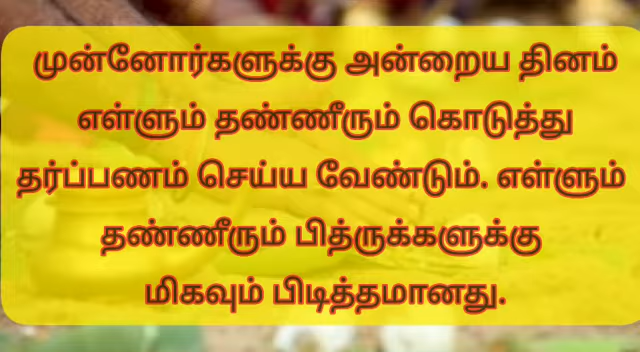 முன்னோர்களுக்கு அன்றைய தினம்
எள்ளும் தண்ணீரும் கொடுத்து
தர்ப்பணம் செய்ய வேண்டும். எள்ளும்
தண்ணீரும் பித்ருக்களுக்கு
மிகவும் பிடித்தமானது.